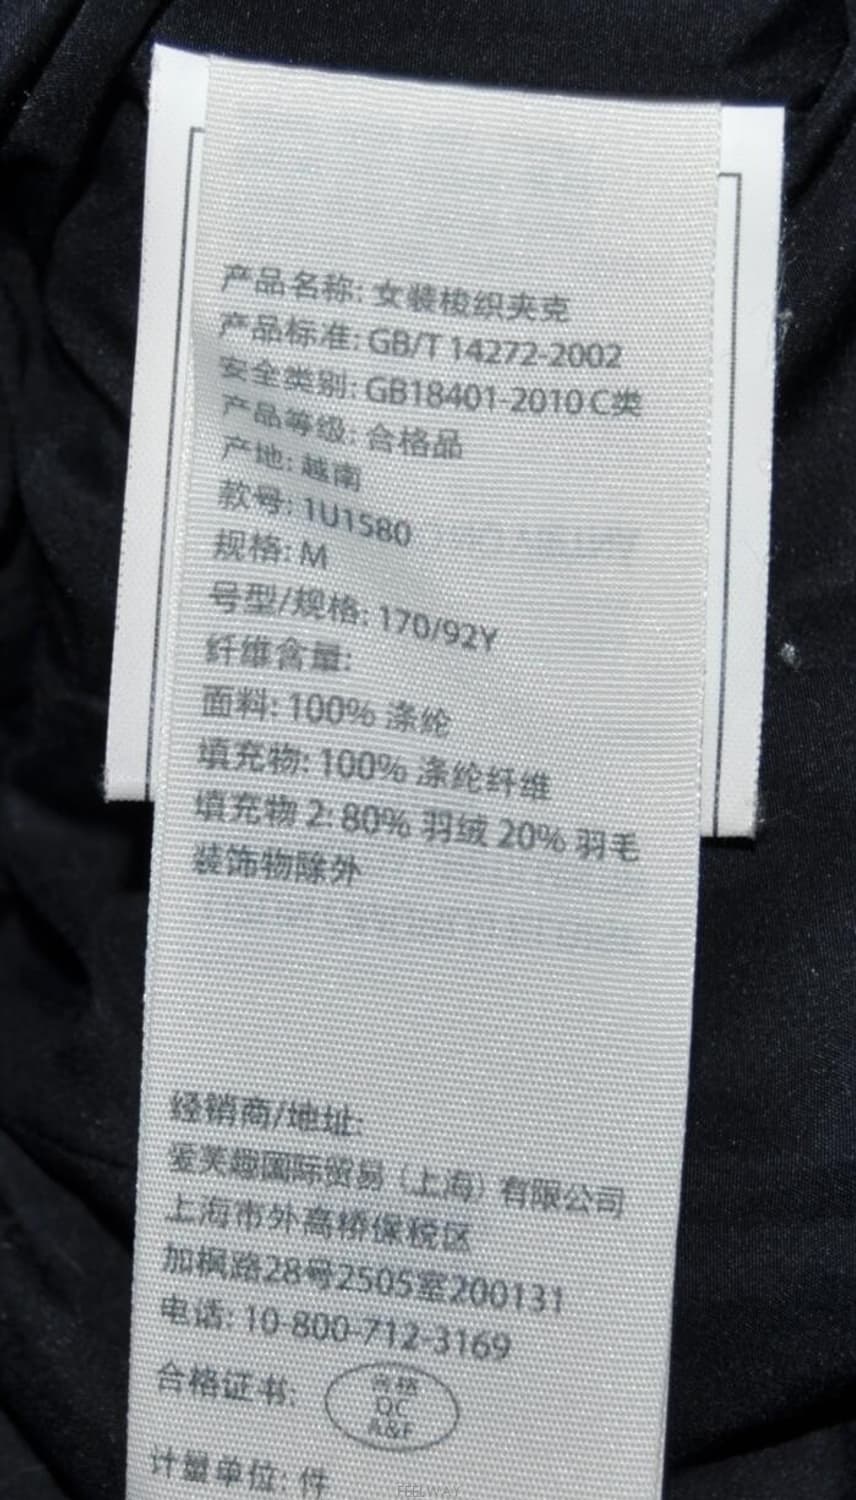 产品名称: 女装梭织夹克
产品标准: GB/T 14272-2002
安全类别: GB18401-2010 C类
产品等级: 合格品
产地: 越南
款号: 1U1580
规格: M
号型/规格: 170/92Y
纤维含量:
面料: 100% 涤纶
填充物: 100% 涤纶纤维
填充物 2: 80% 羽绒 20% 羽毛
装饰物除外
经销商/地址:
爱芙趣国际贸易 (上海) 有限公司
上海市外高桥保税区
加枫路28号2505室200131
电话: 10-800-712-3169
合格证书:
合格
QC
A&F
计量单位: 件
FEELWAY